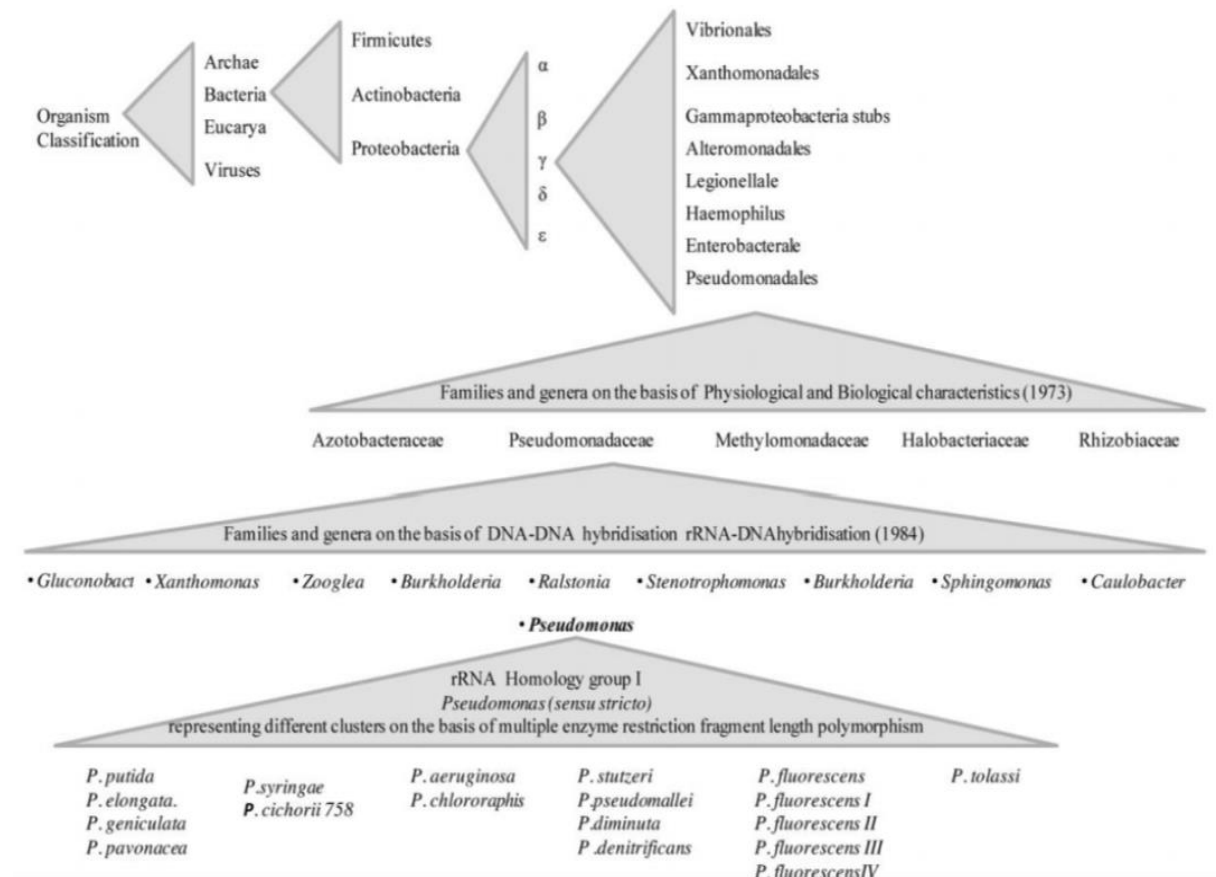 Organism
Classification
Archae
Bacteria
Eucarya
Viruses
Firmicutes
Actinobacteria
Proteobacteria
α
β
γ
δ
ε
Vibrionales
Xanthomonadales
Gammaproteobacteria stubs
Alteromonadales
Legionellale
Haemophilus
Enterobacterale
Pseudomonadales
Families and genera on the basis of Physiological and Biological characteristics (1973)
Azotobacteraceae Pseudomonadaceae Methylomonadaceae Halobacteriaceae Rhizobiaceae
Families and genera on the basis of DNA-DNA hybridisation rRNA-DNAhybridisation (1984)
• Gluconobact • Xanthomonas • Zooglea • Burkholderia • Ralstonia • Stenotrophomonas • Burkholderia • Sphingomonas • Caulobacter
• Pseudomonas
rRNA Homology group I
Pseudomonas (sensu stricto)
representing different clusters on the basis of multiple enzyme restriction fragment length polymorphism
P. putida
P. elongata.
P. geniculata
P. pavonacea
P.syringae
P. cichorii 758
P. aeruginosa
P. chlororaphis
P. stutzeri
P.pseudomallei
P.diminuta
P .denitrificans
P. fluorescens
P. fluorescens I
P. fluorescens II
P. fluorescens III
P. fluorescensIV
P. tolassi